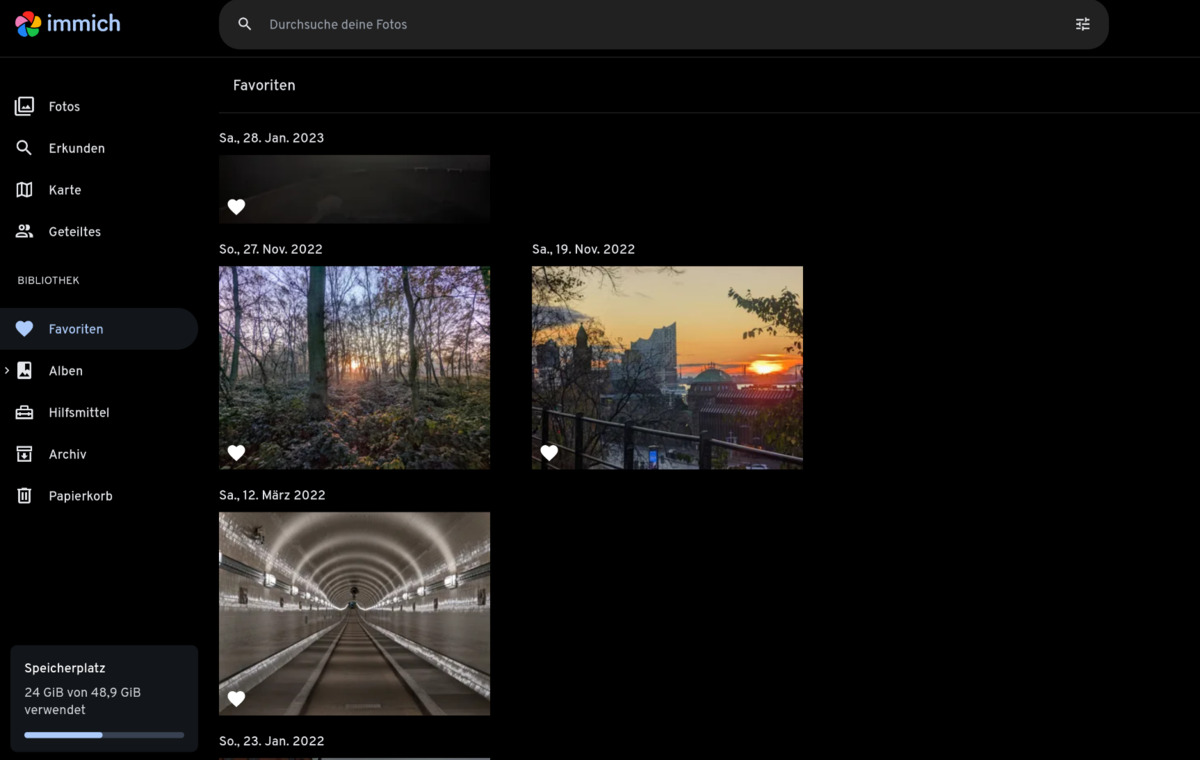 immich
Durchsuche deine Fotos
Fotos
Erkunden
Karte
Geteiltes
BIBLIOTHEK
Favoriten
Alben
Hilfsmittel
Archiv
Papierkorb
Speicherplatz
24 GiB von 48,9 GiB
verwendet
Favoriten
Sa., 28. Jan. 2023
So., 27. Nov. 2022
Sa., 19. Nov. 2022
Sa., 12. März 2022
So., 23. Jan. 2022